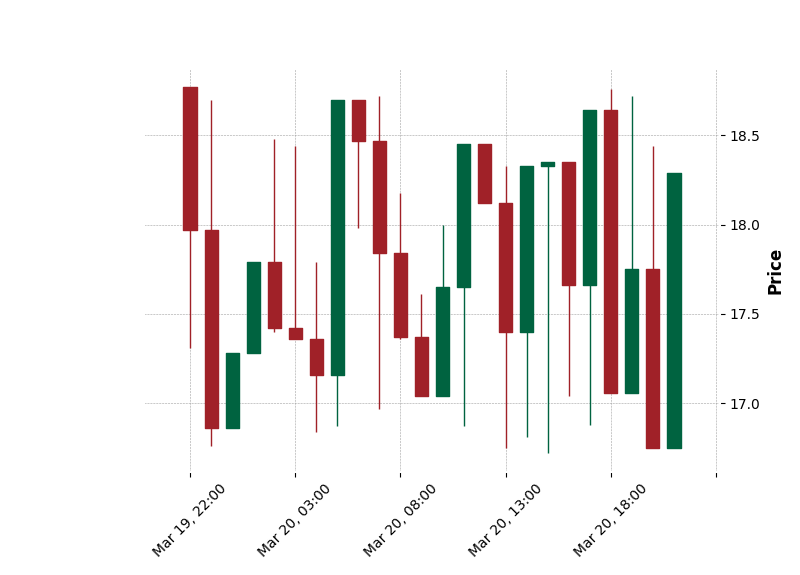 18.5
18.0
17.5
17.0
Price
Mar 19, 22:00
Mar 20, 03:00
Mar 20, 08:00
Mar 20, 13:00
Mar 20, 18:00